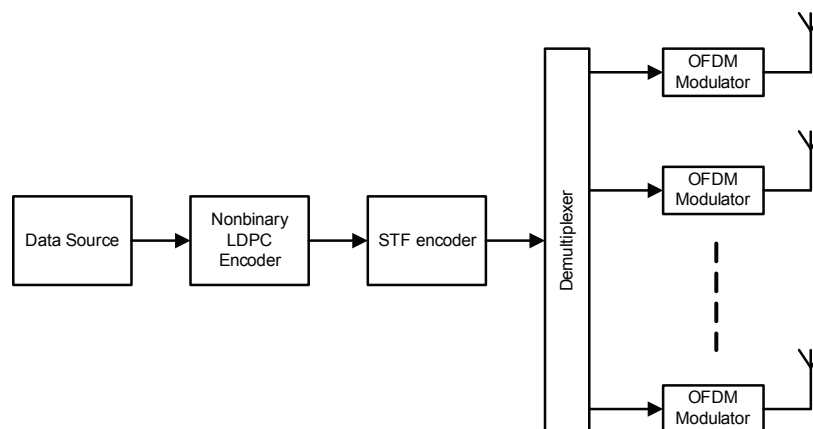 Data Source
Nonbinary
LDPC
Encoder
STF encoder
Demultiplexer
OFDM
Modulator
OFDM
Modulator
OFDM
Modulator